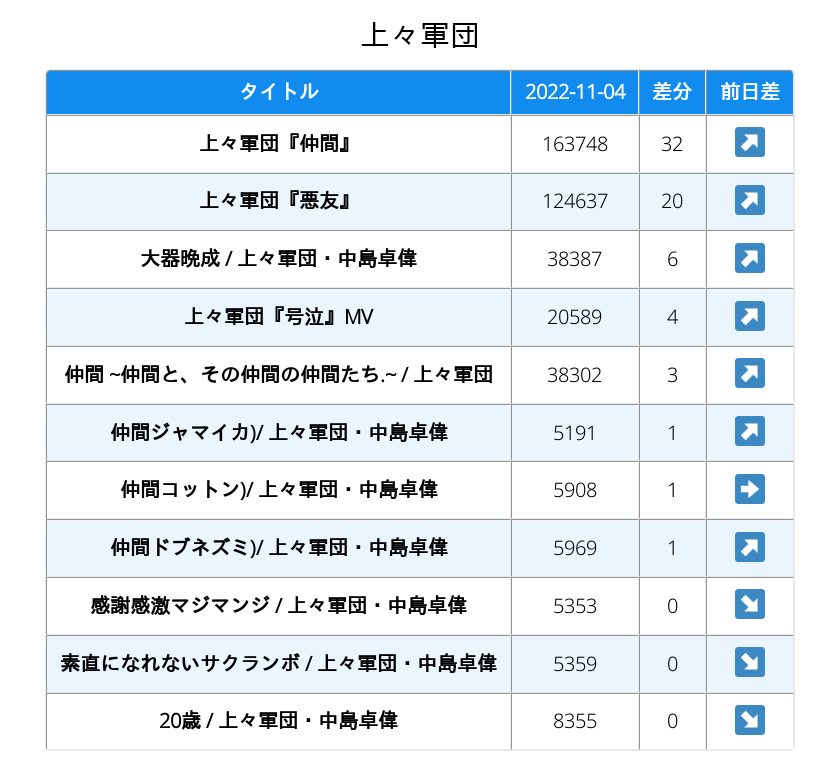 上々軍団
タイトル 2022-11-04 差分 前日差
上々軍団『仲間』 163748 32 ↗
上々軍団『悪友』 124637 20 ↗
大器晩成 / 上々軍団・中島卓偉 38387 6 ↗
上々軍団『号泣』MV 20589 4 ↗
仲間 ~仲間と、その仲間の仲間たち.~ / 上々軍団 38302 3 ↗
仲間ジャマイカ)/ 上々軍団・中島卓偉 5191 1 ↗
仲間コットン)/ 上々軍団・中島卓偉 5908 1 →
仲間ドブネズミ)/ 上々軍団・中島卓偉 5969 1 ↗
感謝感激マジマンジ / 上々軍団・中島卓偉 5353 0 ↘
素直になれないサクランボ / 上々軍団・中島卓偉 5359 0 ↘
20歳 / 上々軍団・中島卓偉 8355 0 ↘